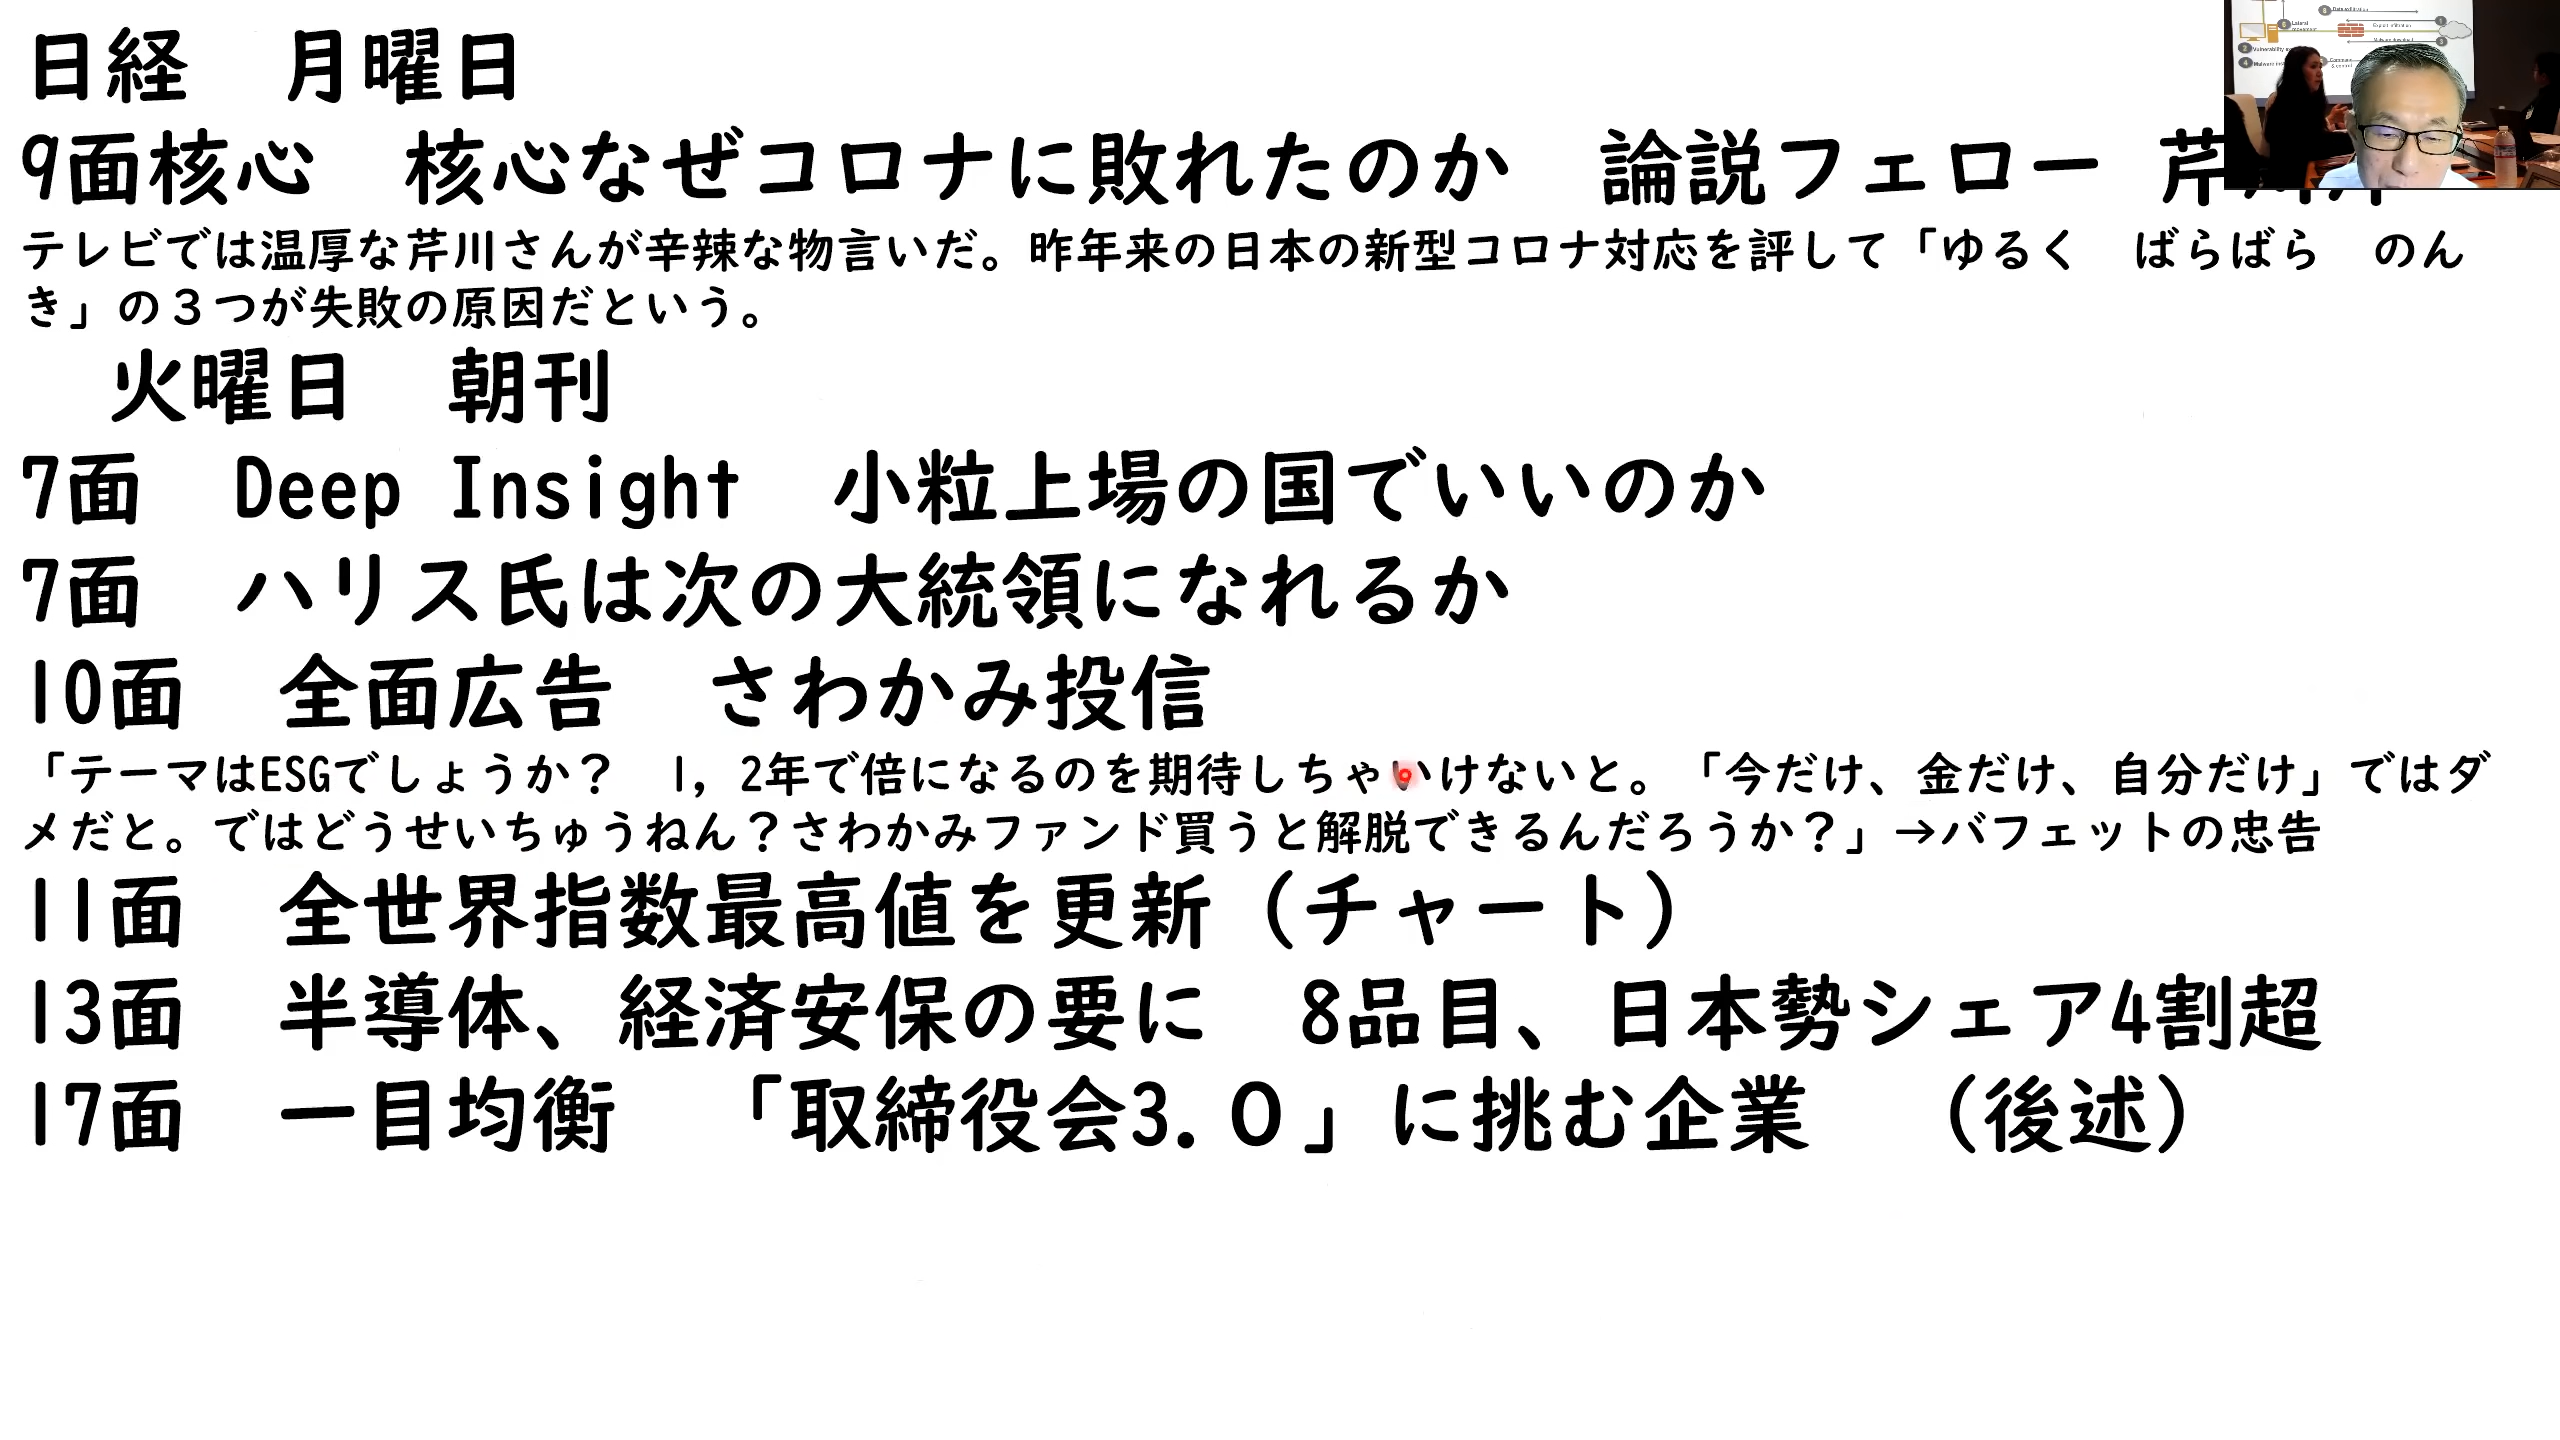 日経　月曜日
9面核心　核心なぜコロナに敗れたのか　論説フェロー 芹
テレビでは温厚な芹川さんが辛辣な物言いだ。昨年来の日本の新型コロナ対応を評して「ゆるく　ばらばら　のん
き」の３つが失敗の原因だという。
火曜日　朝刊
7面　Deep Insight　小粒上場の国でいいのか
7面　ハリス氏は次の大統領になれるか
10面　全面広告　さわかみ投信
「テーマはESGでしょうか？　1，2年で倍になるのを期待しちゃいけないと。「今だけ、金だけ、自分だけ」ではダ
メだと。ではどうせいちゅうねん？さわかみファンド買うと解脱できるんだろうか？」→バフェットの忠告
11面　全世界指数最高値を更新（チャート）
13面　半導体、経済安保の要に　8品目、日本勢シェア4割超
17面　一目均衡　「取締役会3.０」に挑む企業　（後述）
Lateral
movement